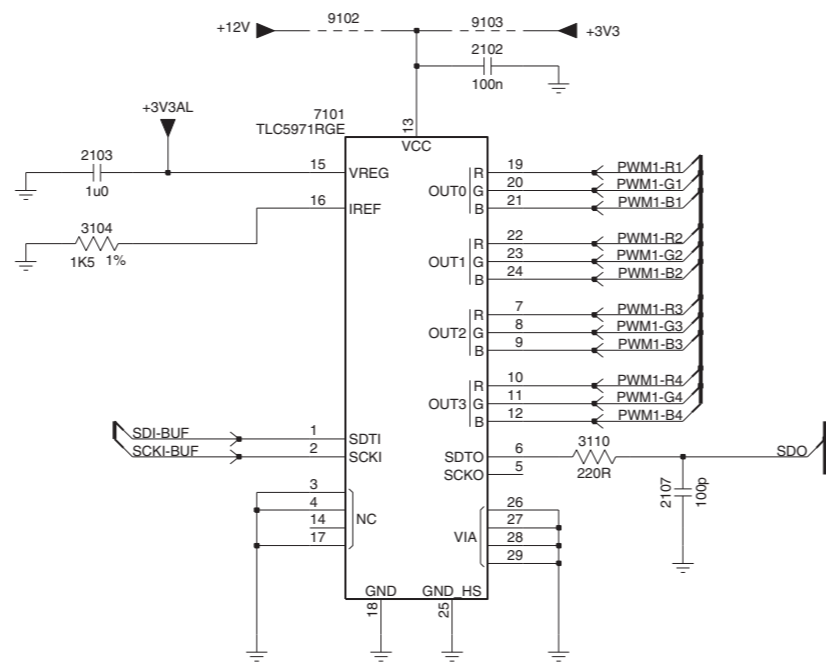 +12V 9102 9103 +3V3
2102
100n
+3V3AL
7101
TLC5971RGE
13
VCC
2103
1u0
15 VREG
16 IREF
3104
1K5 1%
OUT0 R 19 PWM1-R1
G 20 PWM1-G1
B 21 PWM1-B1
OUT1 R 22 PWM1-R2
G 23 PWM1-G2
B 24 PWM1-B2
OUT2 R 7 PWM1-R3
G 8 PWM1-G3
B 9 PWM1-B3
OUT3 R 10 PWM1-R4
G 11 PWM1-G4
B 12 PWM1-B4
SDI-BUF 1 SDTI
SCKI-BUF 2 SCKI
SDTO 6 3110 SDO
220R
SCKO 5
2107
100p
3
4
14
17
NC
VIA
26
27
28
29
GND GND_HS
18 25